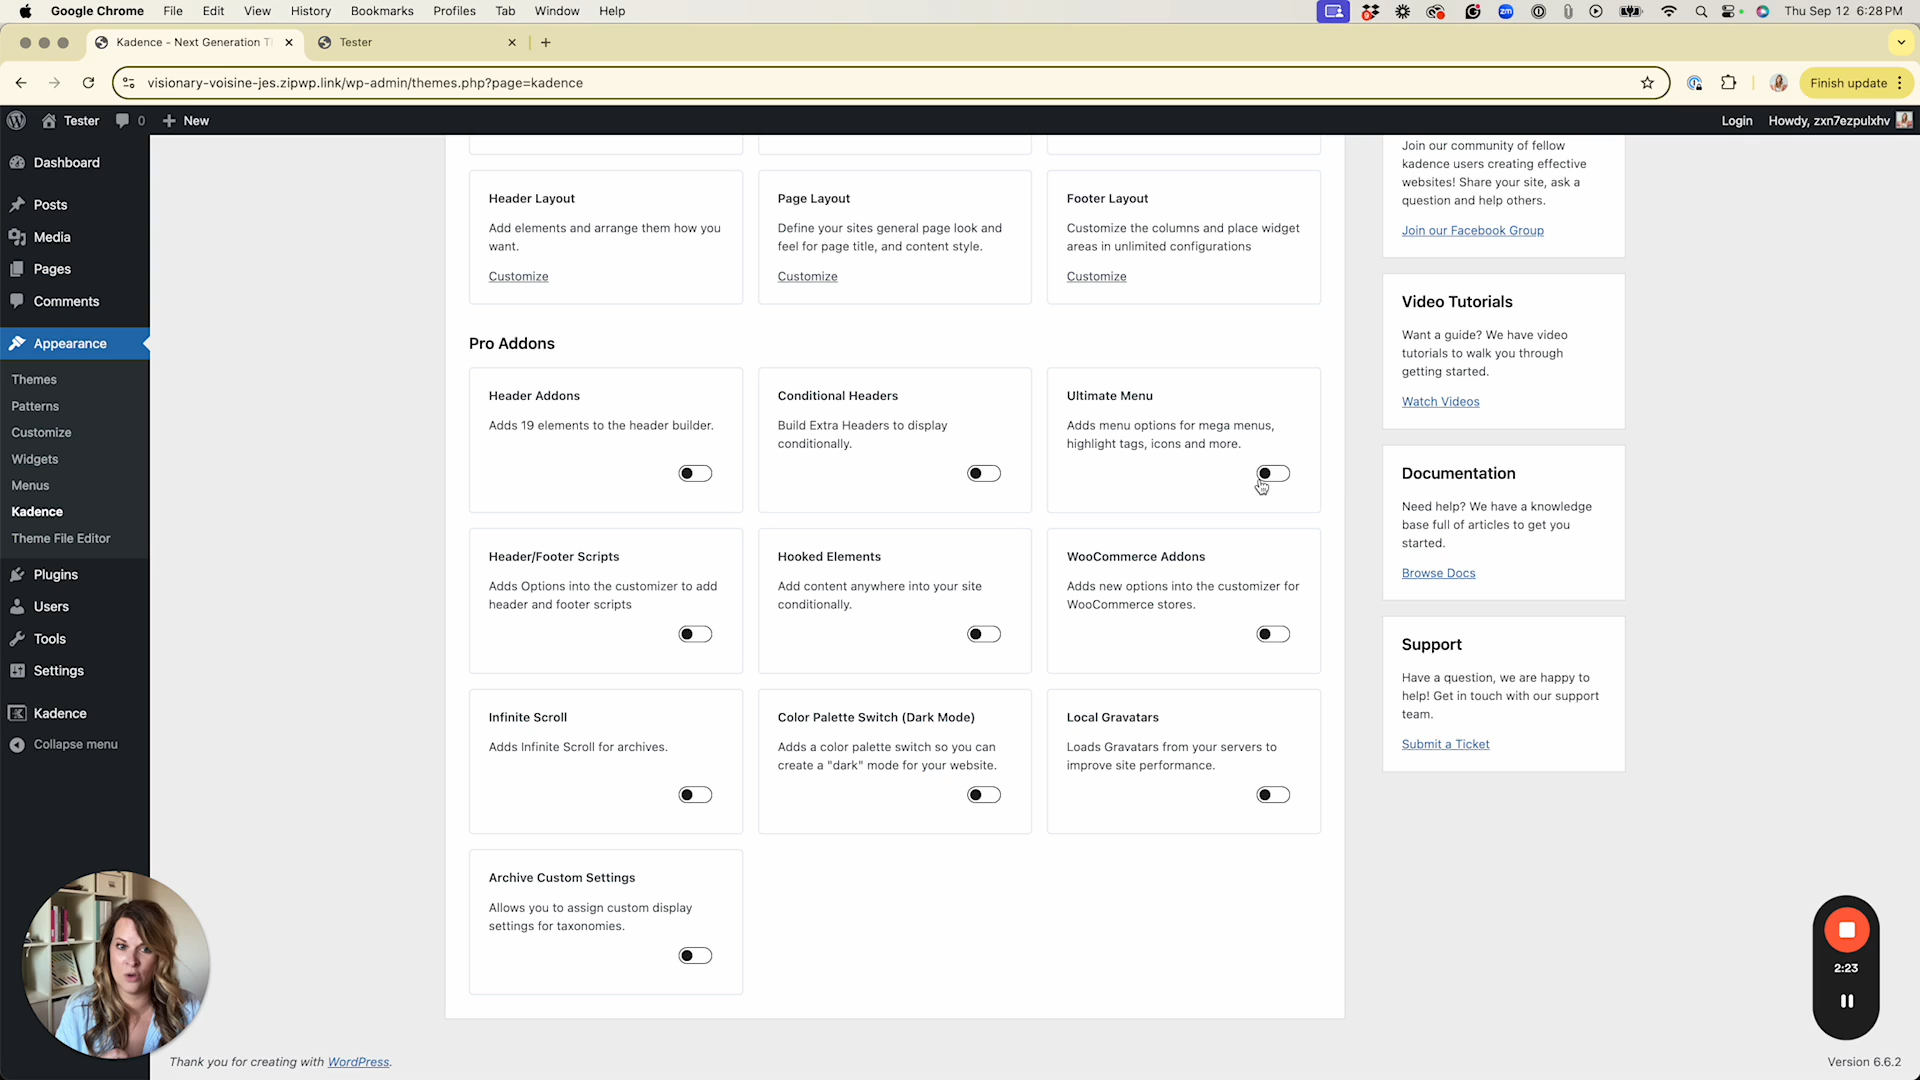 Google Chrome File Edit View History Bookmarks Profiles Tab Window Help
zm
Thu Sep 12 6:28 PM
Kadence - Next Generation T
Tester
visionary-voisine-jes.zipwp.link/wp-admin/themes.php?page=kadence
Finish update
Tester
0
New
Login
Howdy, zxn7ezpulxhv
Dashboard
Posts
Media
Pages
Comments
Appearance
Themes
Patterns
Customize
Widgets
Menus
Kadence
Theme File Editor
Plugins
Users
Tools
Settings
Kadence
Collapse menu
Header Layout
Add elements and arrange them how you
want.
Customize
Page Layout
Define your sites general page look and
feel for page title, and content style.
Customize
Footer Layout
Customize the columns and place widget
areas in unlimited configurations
Customize
Pro Addons
Header Addons
Adds 19 elements to the header builder.
Conditional Headers
Build Extra Headers to display
conditionally.
Ultimate Menu
Adds menu options for mega menus,
highlight tags, icons and more.
Header/Footer Scripts
Adds Options into the customizer to add
header and footer scripts
Hooked Elements
Add content anywhere into your site
conditionally.
WooCommerce Addons
Adds new options into the customizer for
WooCommerce stores.
Infinite Scroll
Adds Infinite Scroll for archives.
Color Palette Switch (Dark Mode)
Adds a color palette switch so you can
create a "dark" mode for your website.
Local Gravatars
Loads Gravatars from your servers to
improve site performance.
Archive Custom Settings
Allows you to assign custom display
settings for taxonomies.
Join our community of fellow
kadence users creating effective
websites! Share your site, ask a
question and help others.
Join our Facebook Group
Video Tutorials
Want a guide? We have video
tutorials to walk you through
getting started.
Watch Videos
Documentation
Need help? We have a knowledge
base full of articles to get you
started.
Browse Docs
Support
Have a question, we are happy to
help! Get in touch with our support
team.
Submit a Ticket
2:23
Thank you for creating with WordPress.
Version 6.6.2